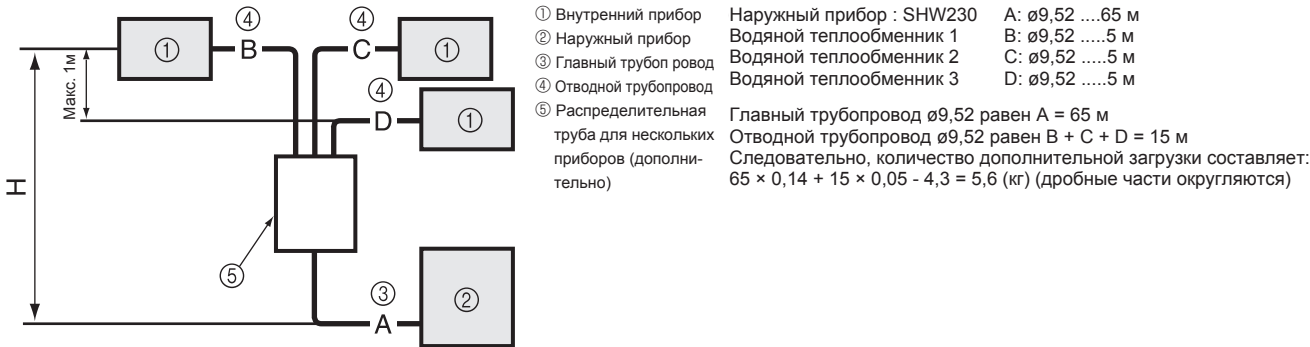 ④
④
①
B
C
①
Макс. 1м
④
D
①
H
⑤
③
②
A
① Внутренний прибор
② Наружный прибор
③ Главный трубоп ровод
④ Отводной трубопровод
⑤ Распределительная
труба для нескольких
приборов (дополни-
тельно)
Наружный прибор : SHW230 A: ø9,52 ....65 м
Водяной теплообменник 1 B: ø9,52 .....5 м
Водяной теплообменник 2 C: ø9,52 .....5 м
Водяной теплообменник 3 D: ø9,52 .....5 м
Главный трубопровод ø9,52 равен A = 65 м
Отводной трубопровод ø9,52 равен B + C + D = 15 м
Следовательно, количество дополнительной загрузки составляет:
65 × 0,14 + 15 × 0,05 - 4,3 = 5,6 (кг) (дробные части округляются)